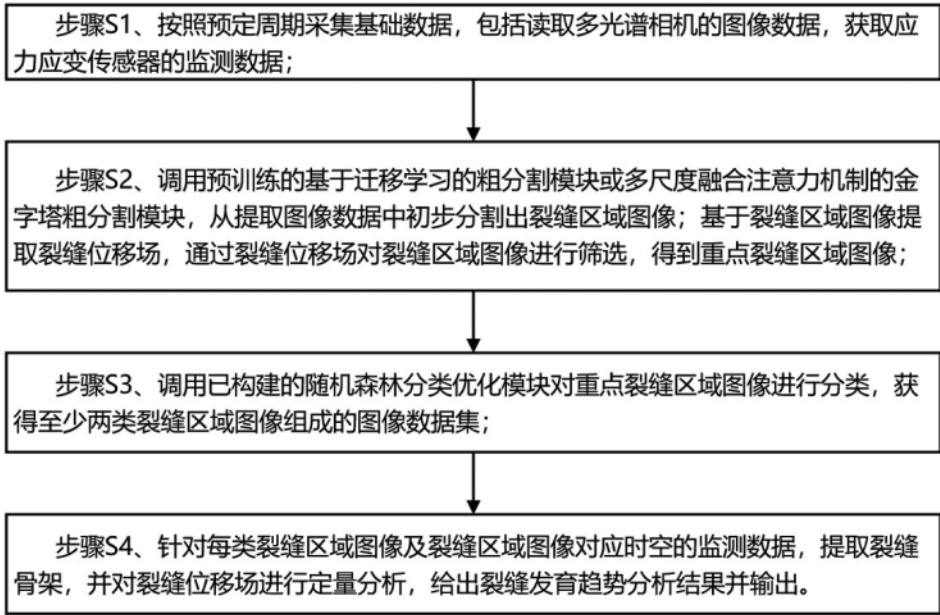 步骤S1、按照预定周期采集基础数据，包括读取多光谱相机的图像数据，获取应
力应变传感器的监测数据；
步骤S2、调用预训练的基于迁移学习的粗分割模块或多尺度融合注意力机制的金
字塔粗分割模块，从提取图像数据中初步分割出裂缝区域图像；基于裂缝区域图像提
取裂缝位移场，通过裂缝位移场对裂缝区域图像进行筛选，得到重点裂缝区域图像；
步骤S3、调用已构建的随机森林分类优化模块对重点裂缝区域图像进行分类，获
得至少两类裂缝区域图像组成的图像数据集；
步骤S4、针对每类裂缝区域图像及裂缝区域图像对应时空的监测数据，提取裂缝
骨架，并对裂缝位移场进行定量分析，给出裂缝发育趋势分析结果并输出。